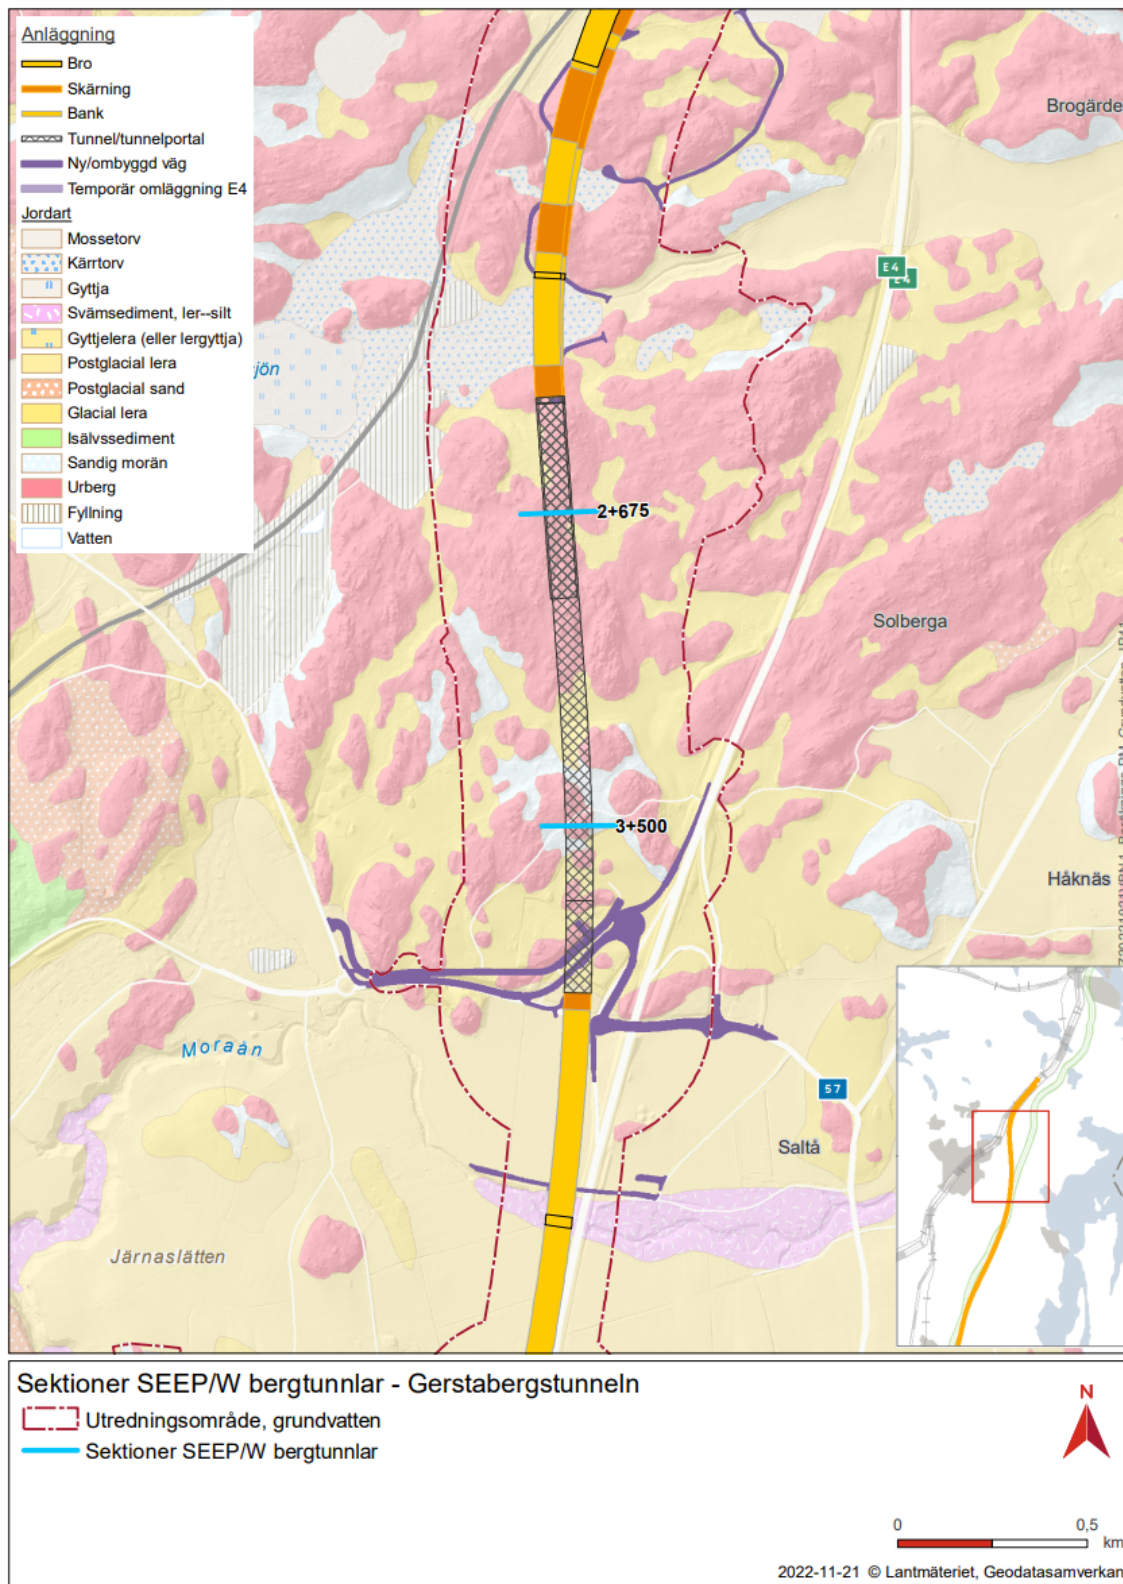 Anläggning
Bro
Skärning
Bank
Tunnel/tunnelportal
Ny/ombyggd väg
Temporär omläggning E4
Jordart
Mossetorv
Kärrtorv
Gyttja
Svämsediment, ler--silt
Gyttjelera (eller lergyttja)
Postglacial lera
Postglacial sand
Glacial lera
Isälvssediment
Sandig morän
Urberg
Fyllning
Vatten
Brogärde
E4
E4
sjön
2+675
Solberga
3+500
Håknäs
Moraån
57
Saltå
Järnaslätten
Sektioner SEEP/W bergtunnlar - Gerstabergstunneln
Utredningsområde, grundvatten
Sektioner SEEP/W bergtunnlar
N
0 0,5
km
2022-11-21 © Lantmäteriet, Geodatasamverkan